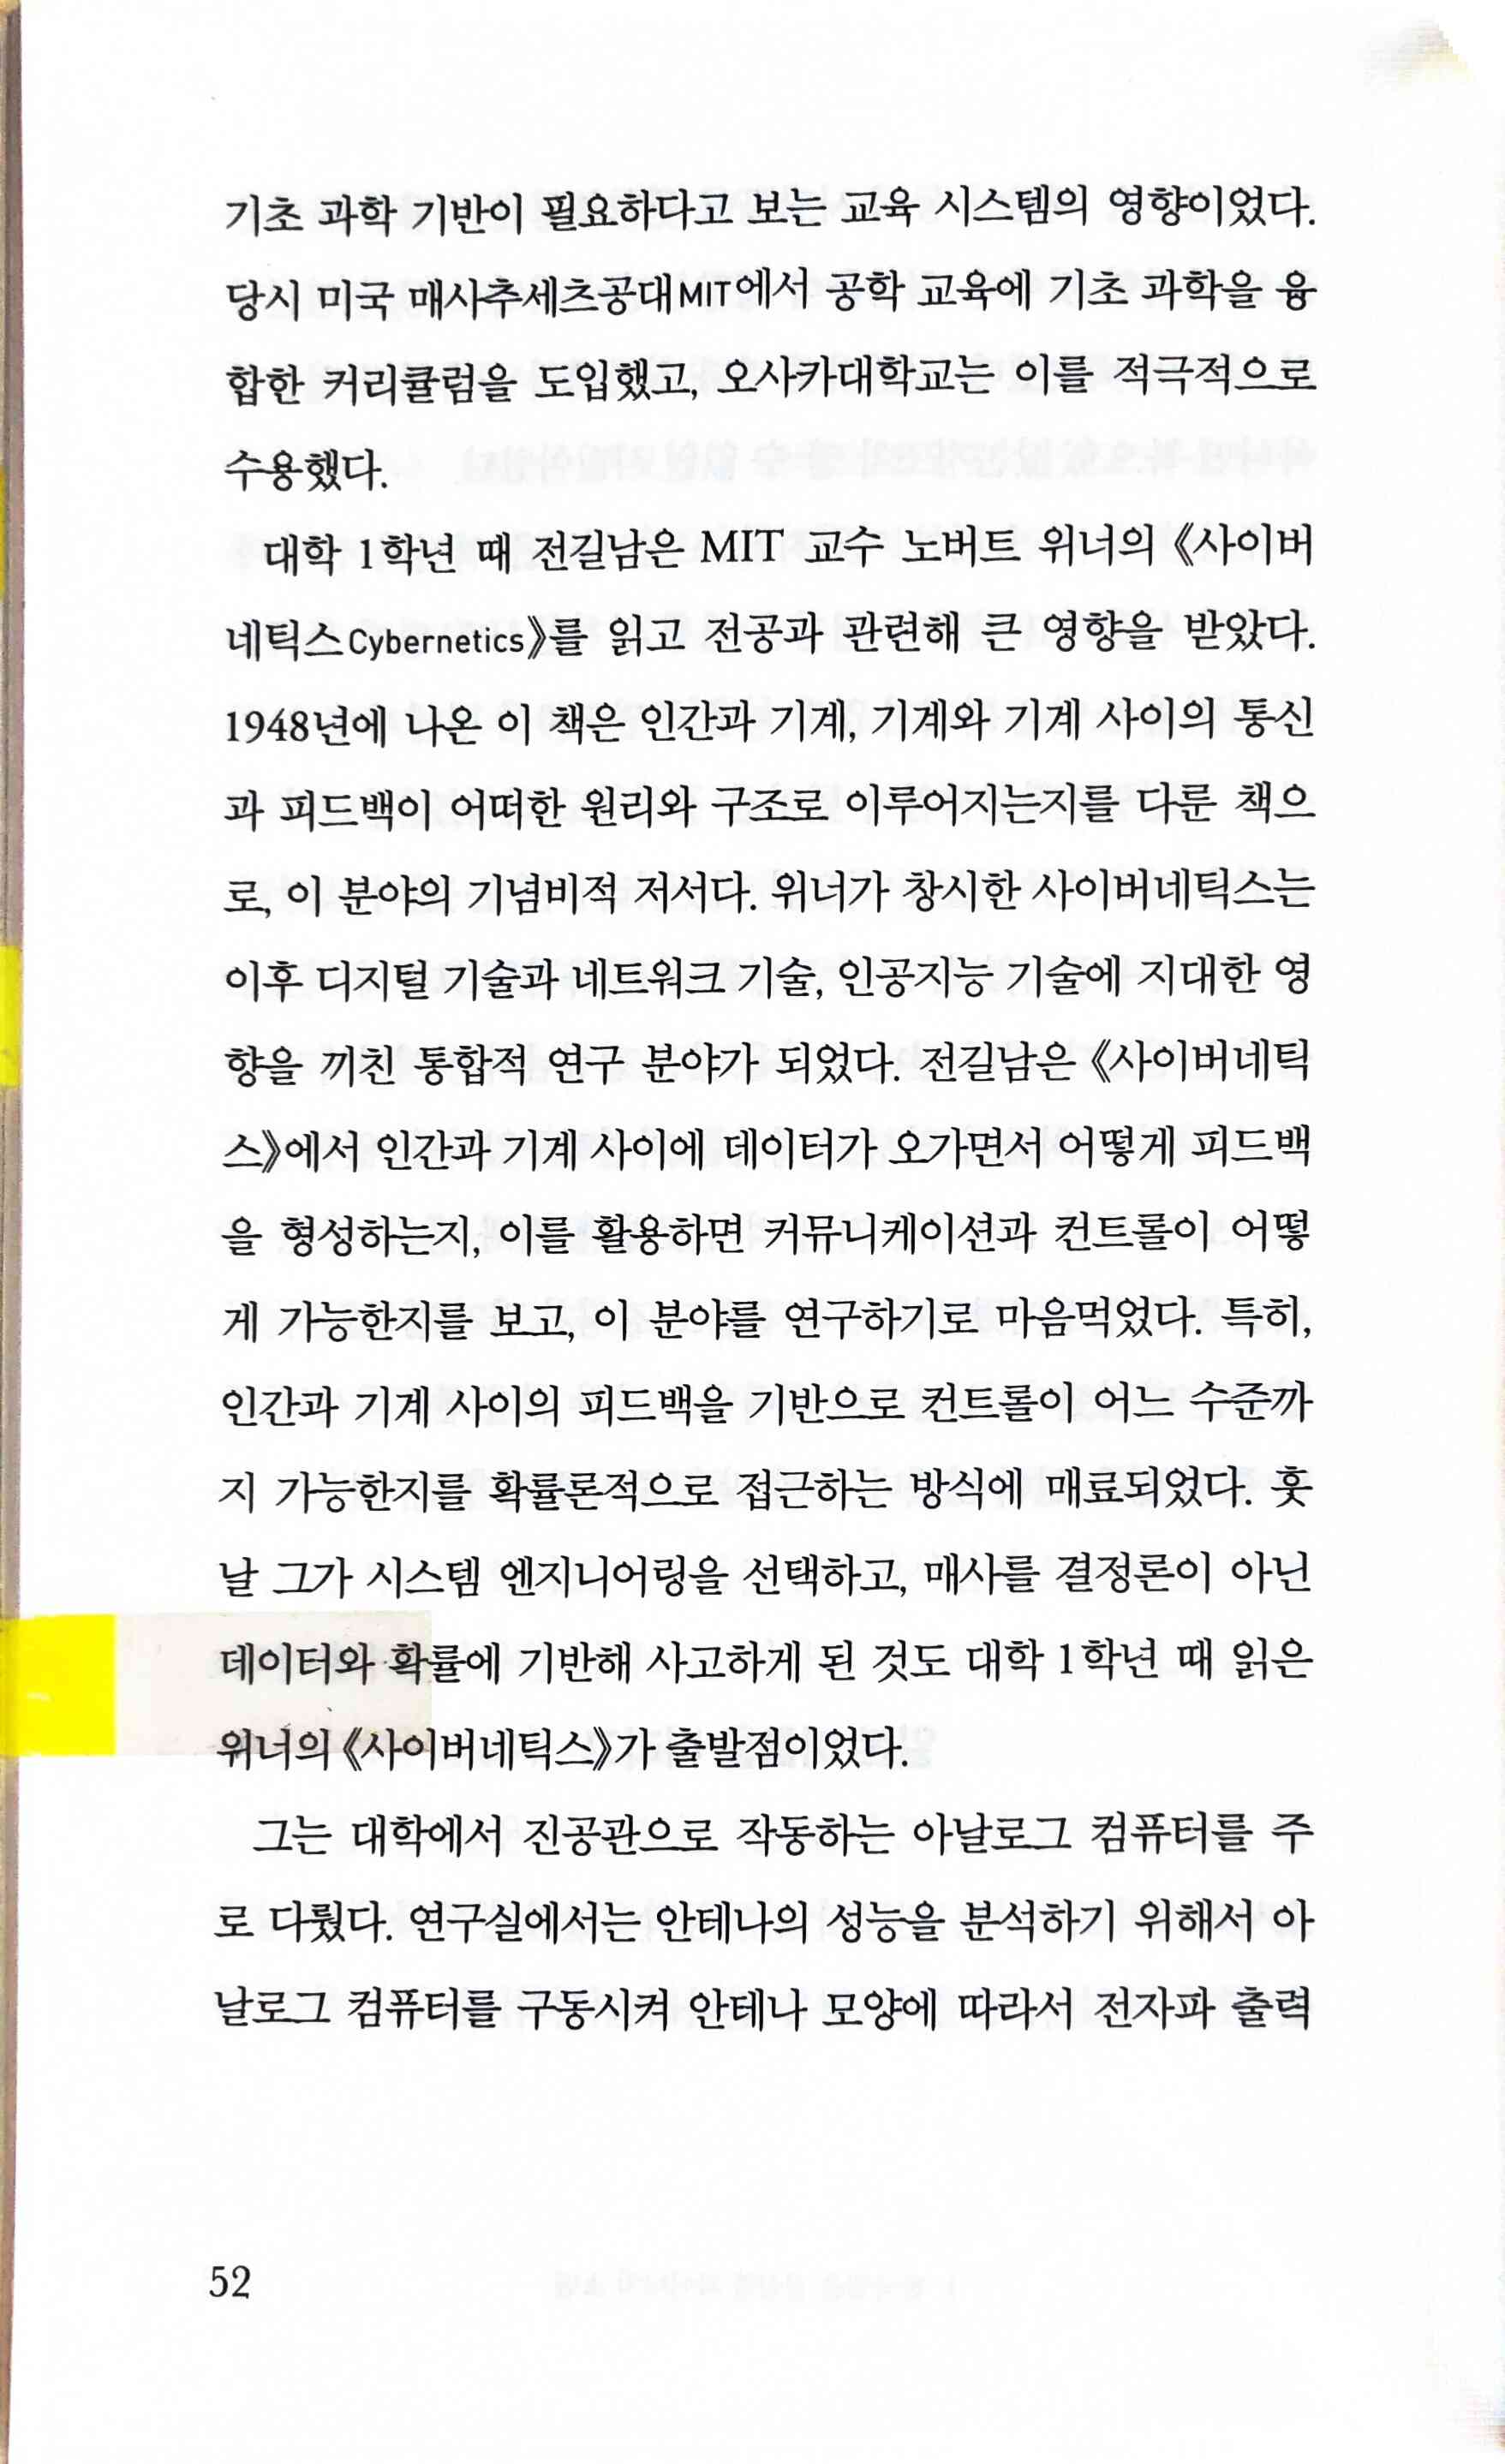 기초 과학 기반이 필요하다고 보는 교육 시스템의 영향이었다.
당시 미국 매사추세츠공대MIT에서 공학 교육에 기초 과학을 융
합한 커리큘럼을 도입했고, 오사카대학교는 이를 적극적으로
수용했다.
대학 1학년 때 전길남은 MIT 교수 노버트 위너의 《사이버
네틱스Cybernetics》를 읽고 전공과 관련해 큰 영향을 받았다.
1948년에 나온 이 책은 인간과 기계, 기계와 기계 사이의 통신
과 피드백이 어떠한 원리와 구조로 이루어지는지를 다룬 책으
로, 이 분야의 기념비적 저서다. 위너가 창시한 사이버네틱스는
이후 디지털 기술과 네트워크 기술, 인공지능 기술에 지대한 영
향을 끼친 통합적 연구 분야가 되었다. 전길남은 《사이버네틱
스》에서 인간과 기계 사이에 데이터가 오가면서 어떻게 피드백
을 형성하는지, 이를 활용하면 커뮤니케이션과 컨트롤이 어떻
게 가능한지를 보고, 이 분야를 연구하기로 마음먹었다. 특히,
인간과 기계 사이의 피드백을 기반으로 컨트롤이 어느 수준까
지 가능한지를 확률론적으로 접근하는 방식에 매료되었다. 훗
날 그가 시스템 엔지니어링을 선택하고, 매사를 결정론이 아닌
데이터와 확률에 기반해 사고하게 된 것도 대학 1학년 때 읽은
위너의 《사이버네틱스》가 출발점이었다.
그는 대학에서 진공관으로 작동하는 아날로그 컴퓨터를 주
로 다뤘다. 연구실에서는 안테나의 성능을 분석하기 위해서 아
날로그 컴퓨터를 구동시켜 안테나 모양에 따라서 전자파 출력
52